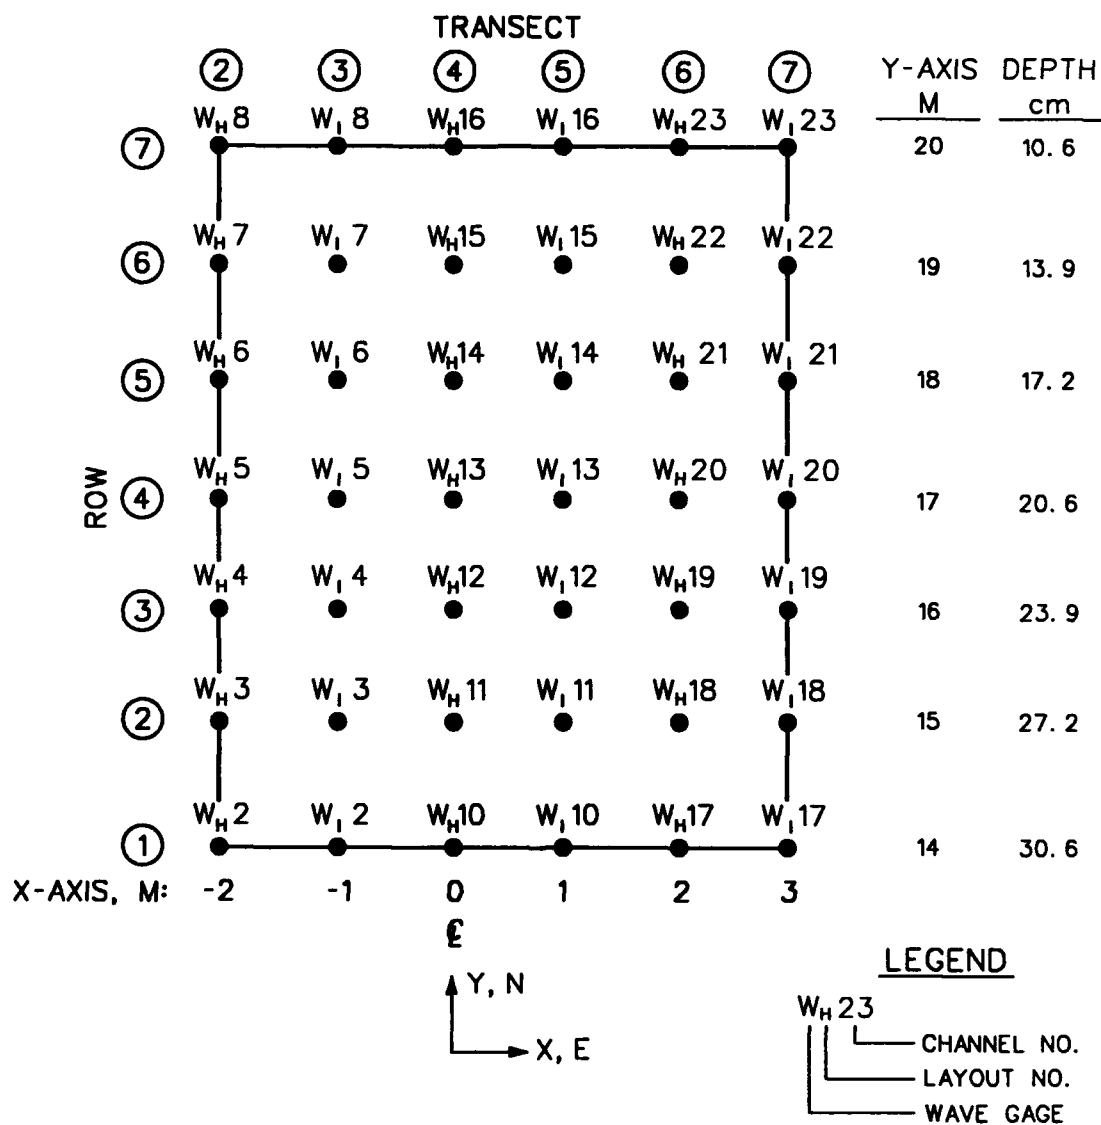 TRANSECT
② ③ ④ ⑤ ⑥ ⑦ Y-AXIS DEPTH
M cm
W_H 8 W_I 8 W_H 16 W_I 16 W_H 23 W_I 23
⑦ 20 10.6
W_H 7 W_I 7 W_H 15 W_I 15 W_H 22 W_I 22
⑥ 19 13.9
W_H 6 W_I 6 W_H 14 W_I 14 W_H 21 W_I 21
⑤ 18 17.2
W_H 5 W_I 5 W_H 13 W_I 13 W_H 20 W_I 20
ROW
④ 17 20.6
W_H 4 W_I 4 W_H 12 W_I 12 W_H 19 W_I 19
③ 16 23.9
W_H 3 W_I 3 W_H 11 W_I 11 W_H 18 W_I 18
② 15 27.2
W_H 2 W_I 2 W_H 10 W_I 10 W_H 17 W_I 17
① 14 30.6
X-AXIS, M: -2 -1 0 1 2 3
℄
Y, N
X, E
LEGEND
W_H 23
CHANNEL NO.
LAYOUT NO.
WAVE GAGE